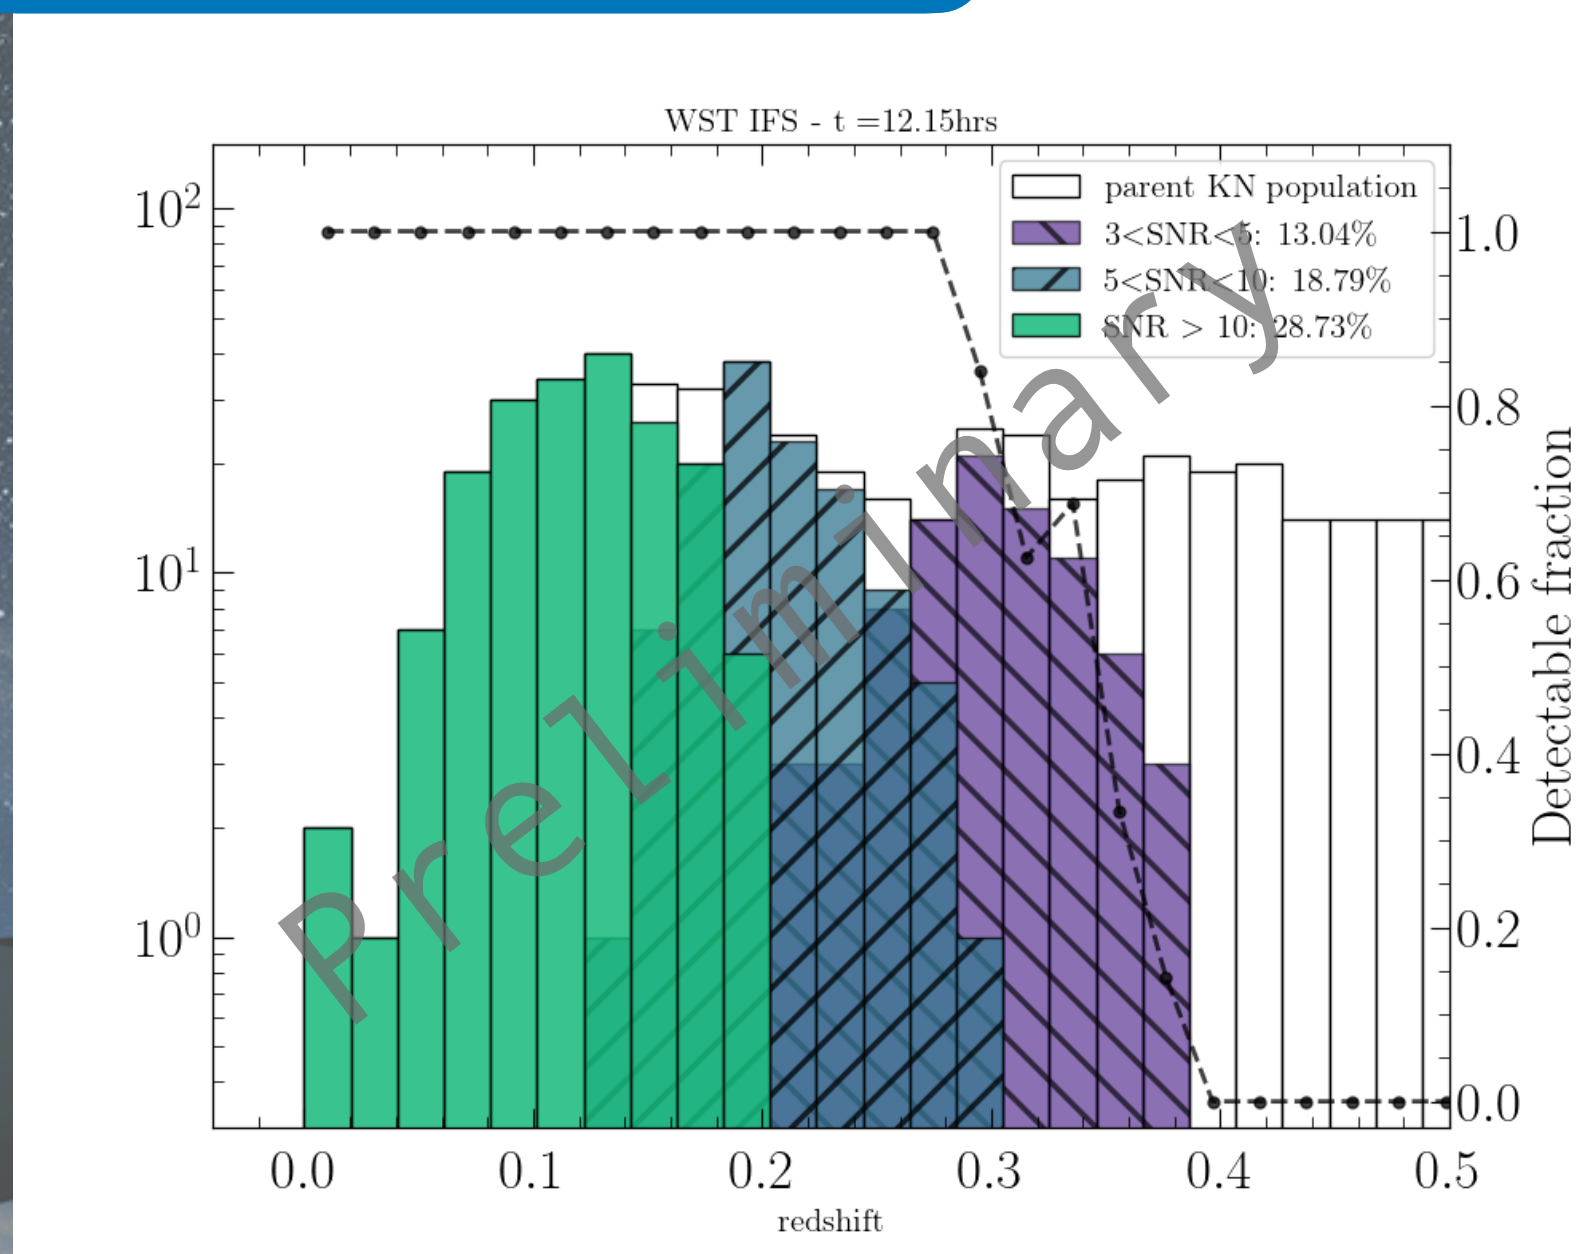 WST IFS - t =12.15hrs
parent KN population
3<SNR<5: 13.04%
5<SNR<10: 18.79%
SNR > 10: 28.73%
10²
10¹
10⁰
1.0
0.8
0.6
0.4
0.2
0.0
Detectable fraction
Preliminary
0.0 0.1 0.2 0.3 0.4 0.5
redshift